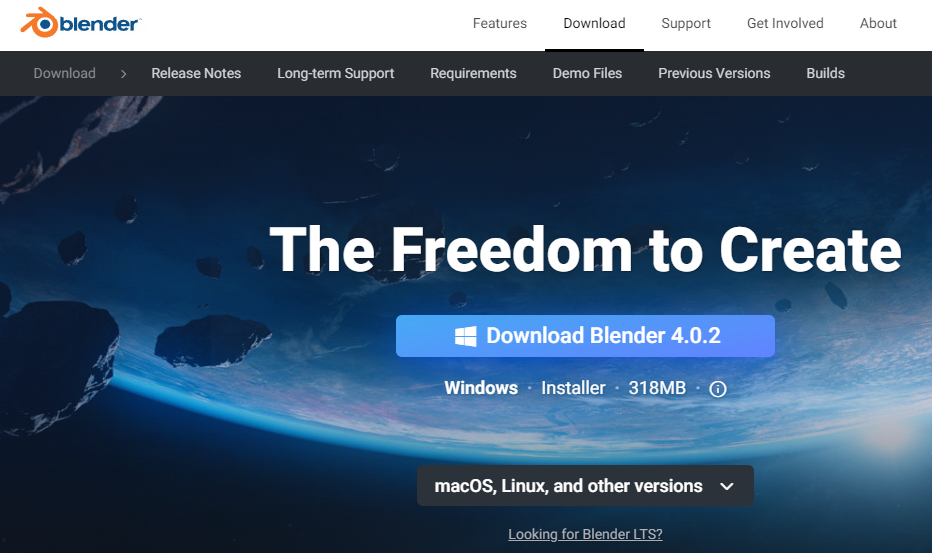 blender
Features Download Support Get Involved About
Download > Release Notes Long-term Support Requirements Demo Files Previous Versions Builds
The Freedom to Create
Download Blender 4.0.2
Windows · Installer · 318MB ·
macOS, Linux, and other versions
Looking for Blender LTS?